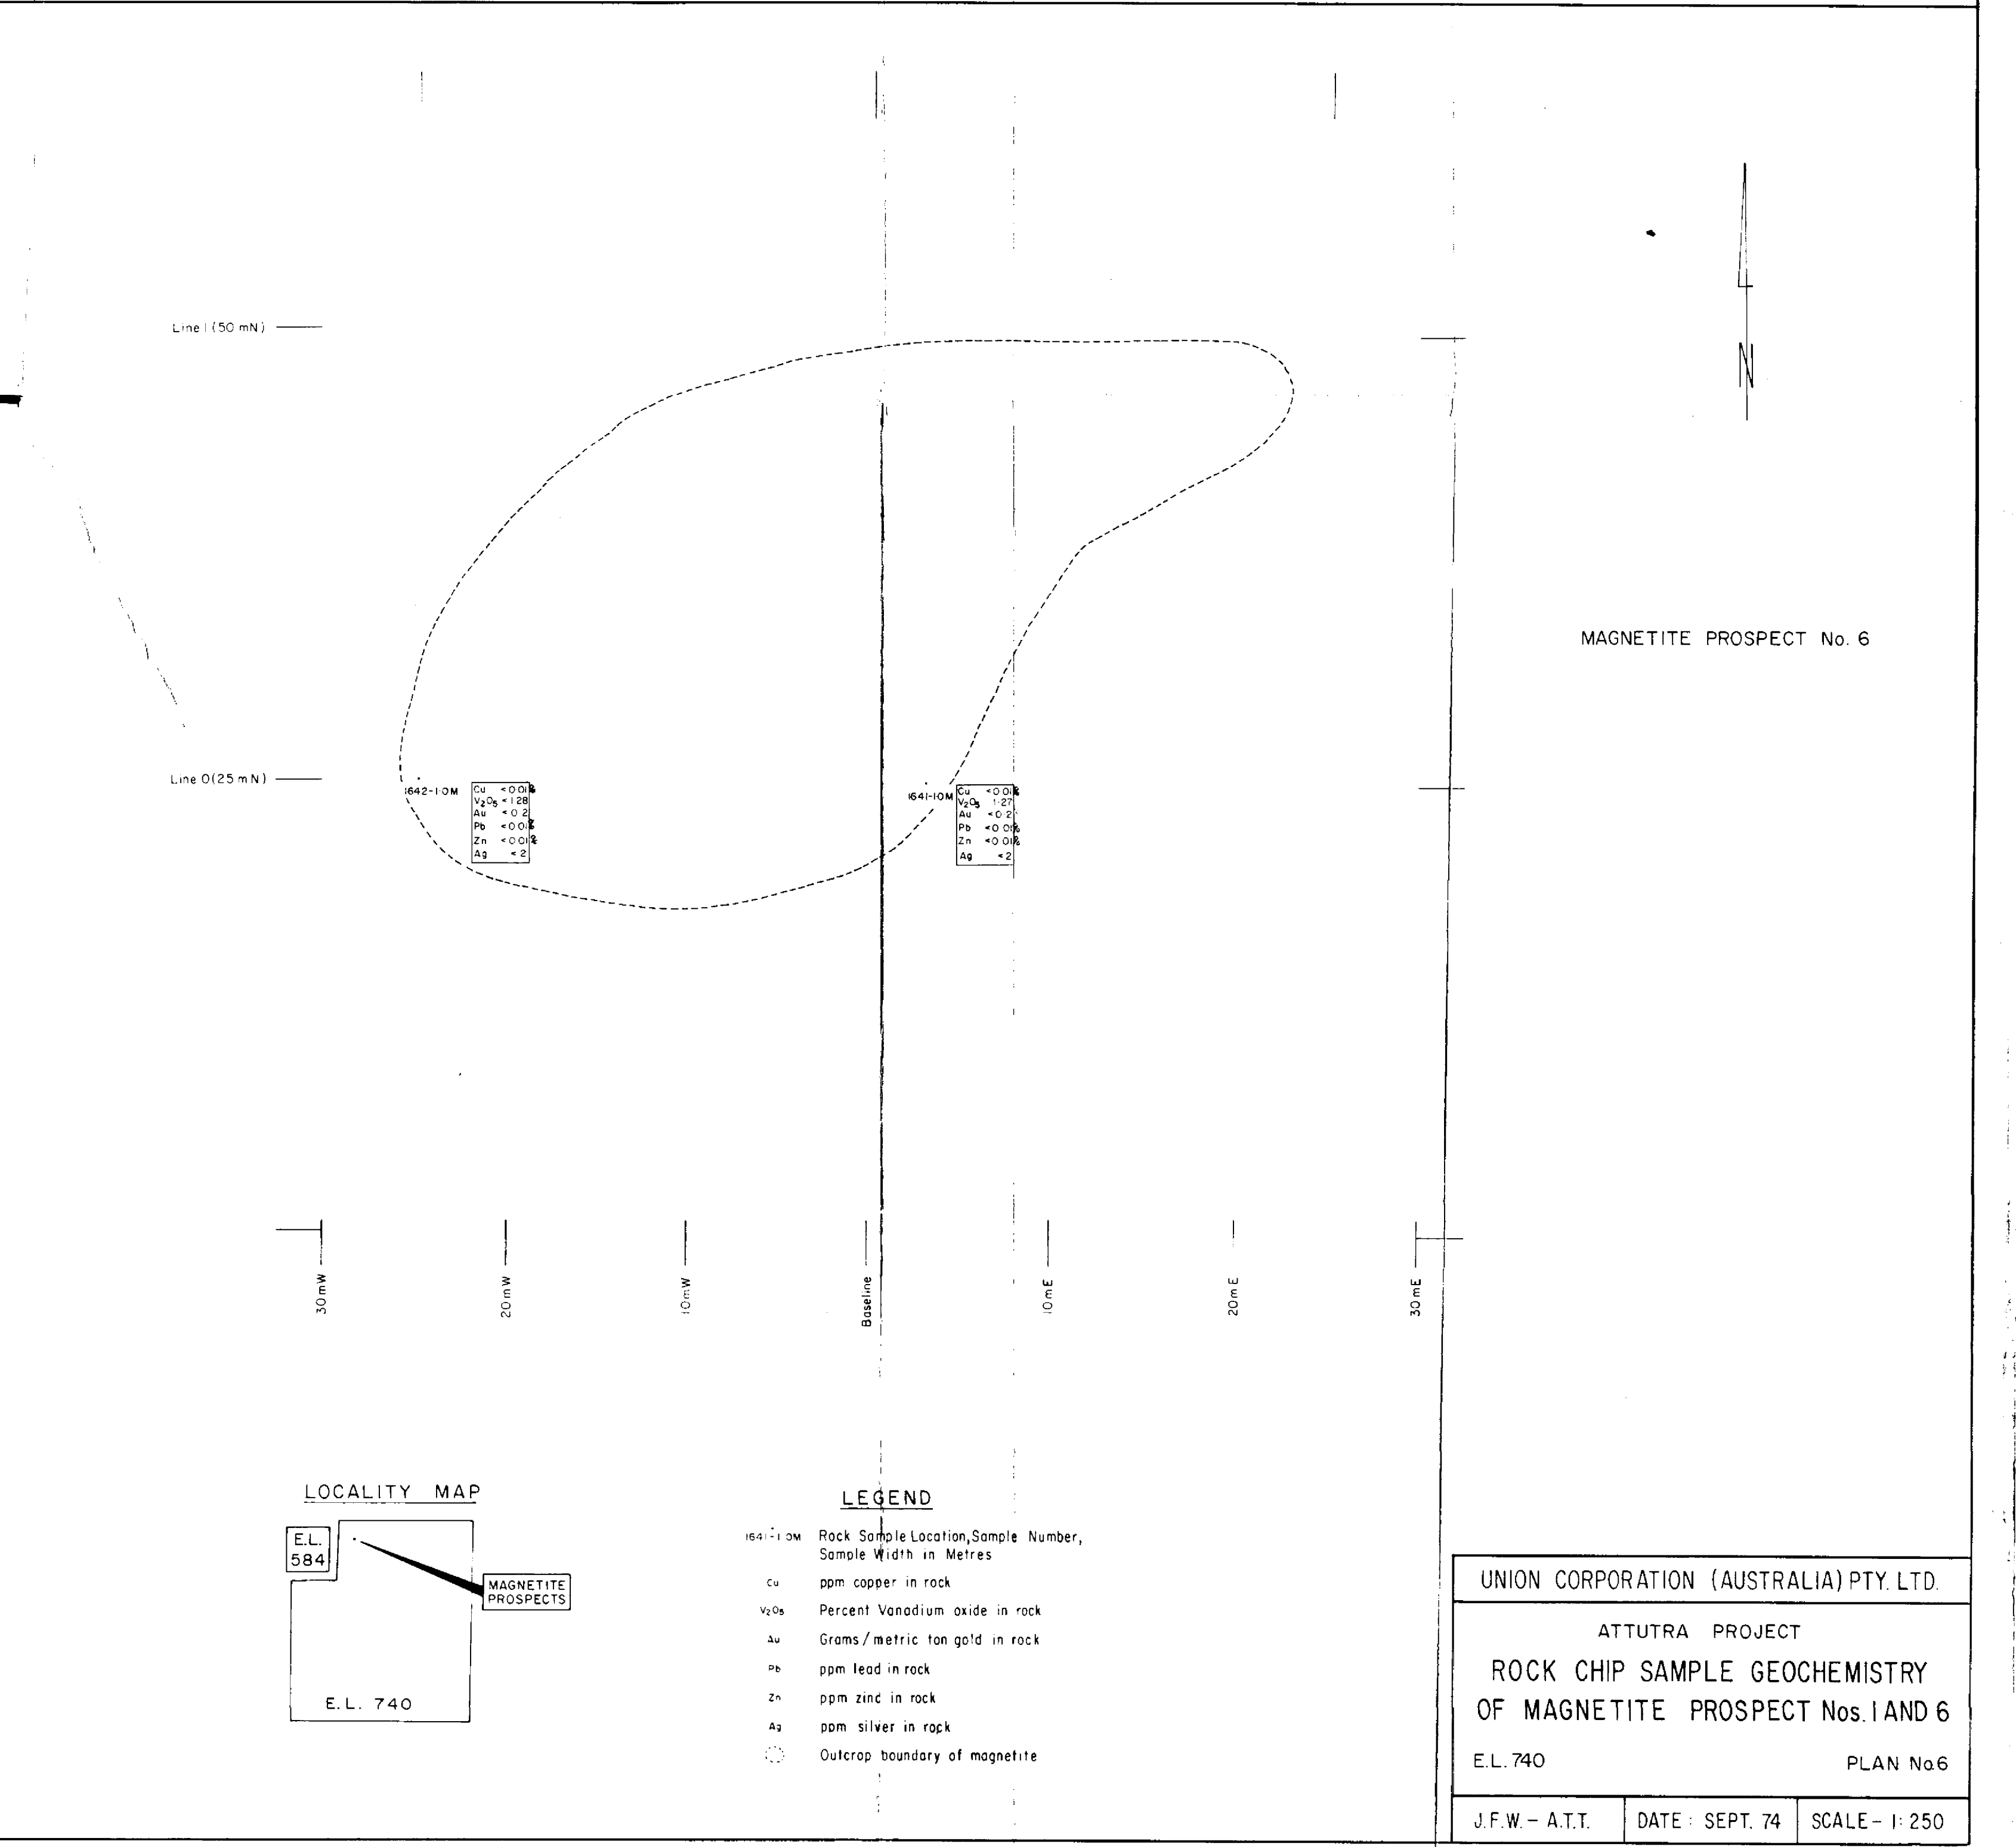 Line 1 (50 mN)
N
MAGNETITE PROSPECT No. 6
Line 0 (25 mN)
1642-1·0M
Cu <0·01%
V₂O₅ <1·28
Au <0·2
Pb <0·01%
Zn <0·01%
Ag <2
1641-1·0M
Cu <0·01%
V₂O₅ 1·27
Au <0·2
Pb <0·01%
Zn <0·01%
Ag <2
30mW
20mW
10mW
Baseline
10mE
20mE
30mE
LOCALITY MAP
E.L.
584
MAGNETITE
PROSPECTS
E.L. 740
LEGEND
1641-1·0M Rock Sample Location, Sample Number,
Sample Width in Metres
Cu ppm copper in rock
V₂O₅ Percent Vanadium oxide in rock
Au Grams/metric ton gold in rock
Pb ppm lead in rock
Zn ppm zinc in rock
Ag ppm silver in rock
Outcrop boundary of magnetite
UNION CORPORATION (AUSTRALIA) PTY. LTD.
ATTUTRA PROJECT
ROCK CHIP SAMPLE GEOCHEMISTRY
OF MAGNETITE PROSPECT Nos. 1 AND 6
E.L. 740 PLAN No.6
J.F.W. - A.T.T. DATE : SEPT. 74 SCALE - 1:250